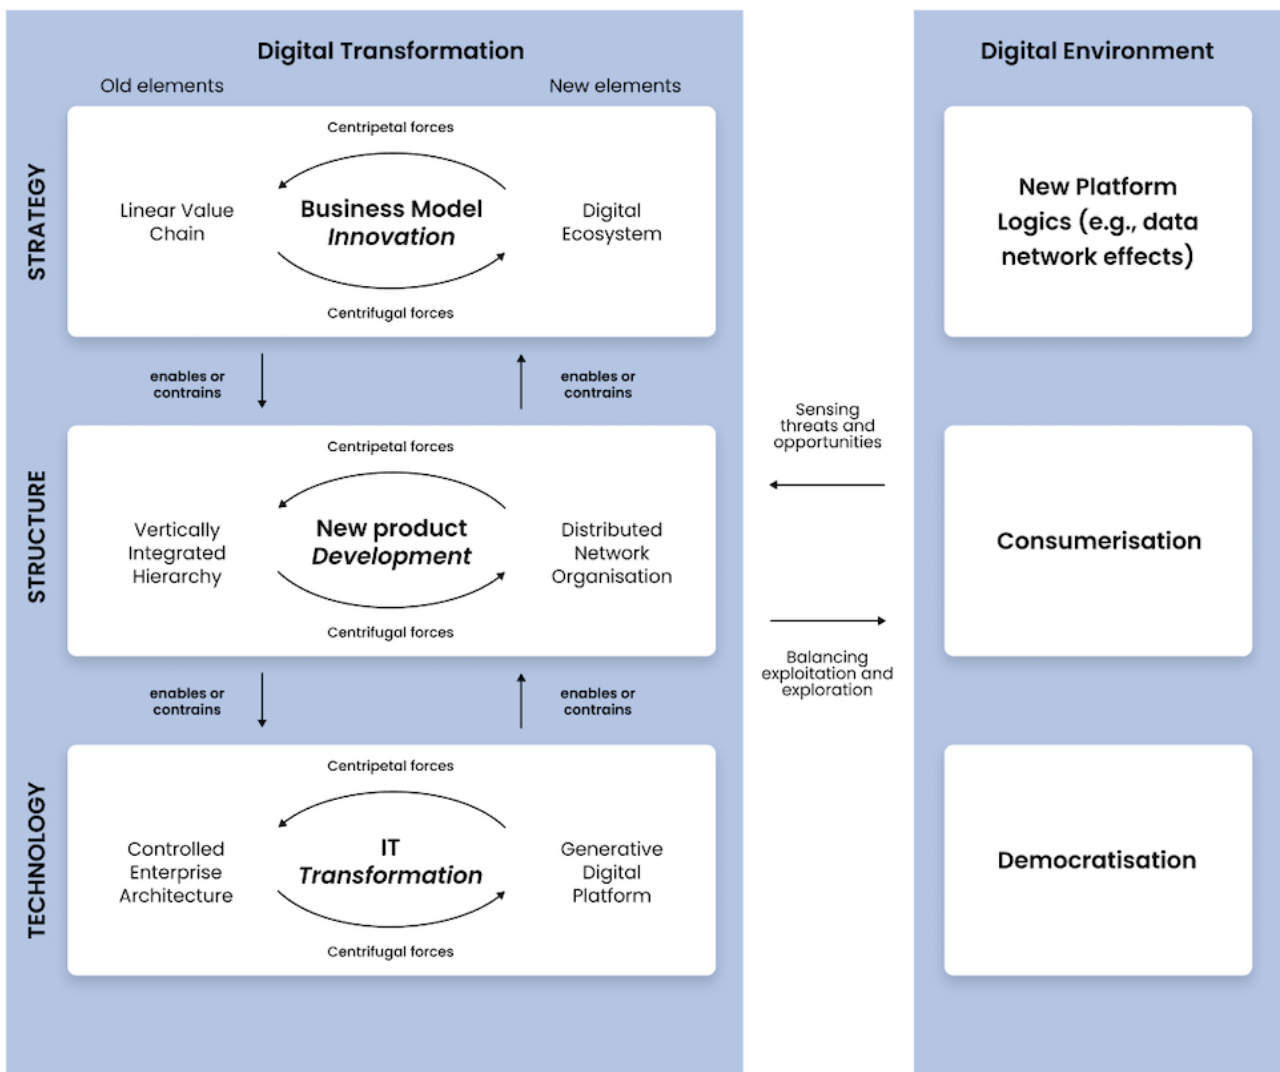 Digital Transformation
Old elements
New elements
STRATEGY
Centripetal forces
Linear Value
Chain
Business Model
Innovation
Digital
Ecosystem
Centrifugal forces
enables or
contrains
enables or
contrains
STRUCTURE
Centripetal forces
Vertically
Integrated
Hierarchy
New product
Development
Distributed
Network
Organisation
Centrifugal forces
enables or
contrains
enables or
contrains
TECHNOLOGY
Centripetal forces
Controlled
Enterprise
Architecture
IT
Transformation
Generative
Digital
Platform
Centrifugal forces
Sensing
threats and
opportunities
Balancing
exploitation and
exploration
Digital Environment
New Platform
Logics (e.g., data
network effects)
Consumerisation
Democratisation